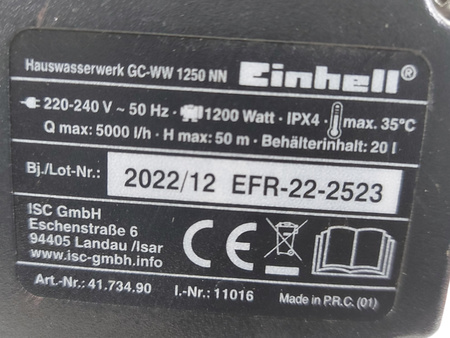 Hauswasserwerk GC-WW 1250 NN Einhell®
220-240 V ~ 50 Hz · 1200 Watt · IPX4 · max. 35°C
Q max: 5000 l/h · H max: 50 m · Behälterinhalt: 20 l
Bj./Lot-Nr.: 2022/12 EFR-22-2523
ISC GmbH
Eschenstraße 6
94405 Landau /Isar
www.isc-gmbh.info
CE
Art.-Nr.: 41.734.90 I.-Nr.: 11016 Made in P.R.C. (01)